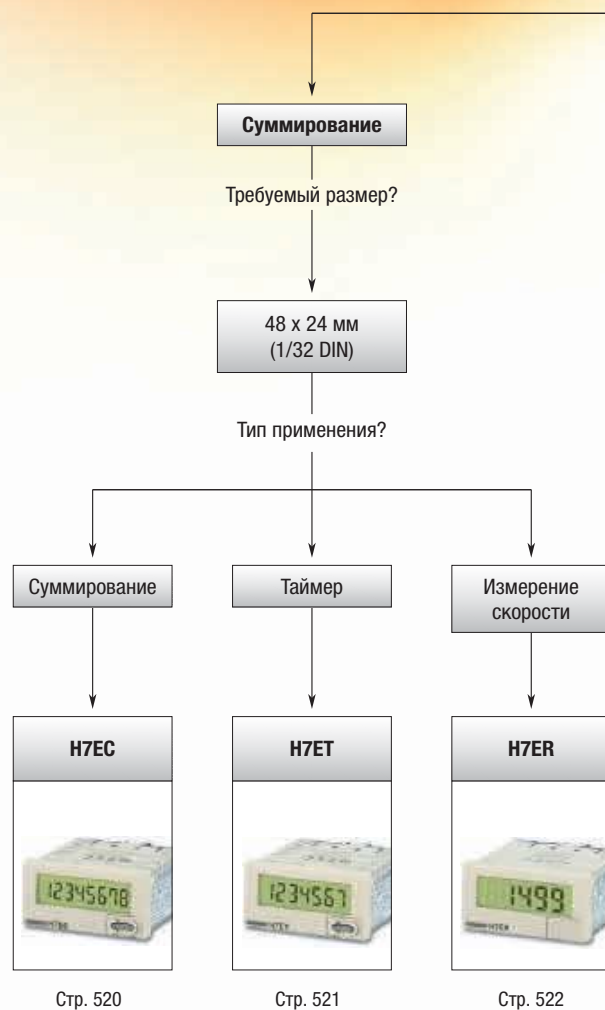 Суммирование
Требуемый размер?
48 x 24 мм
(1/32 DIN)
Тип применения?
Суммирование
Таймер
Измерение
скорости
H7EC
H7ET
H7ER
12345678
1234567
1499
Стр. 520
Стр. 521
Стр. 522